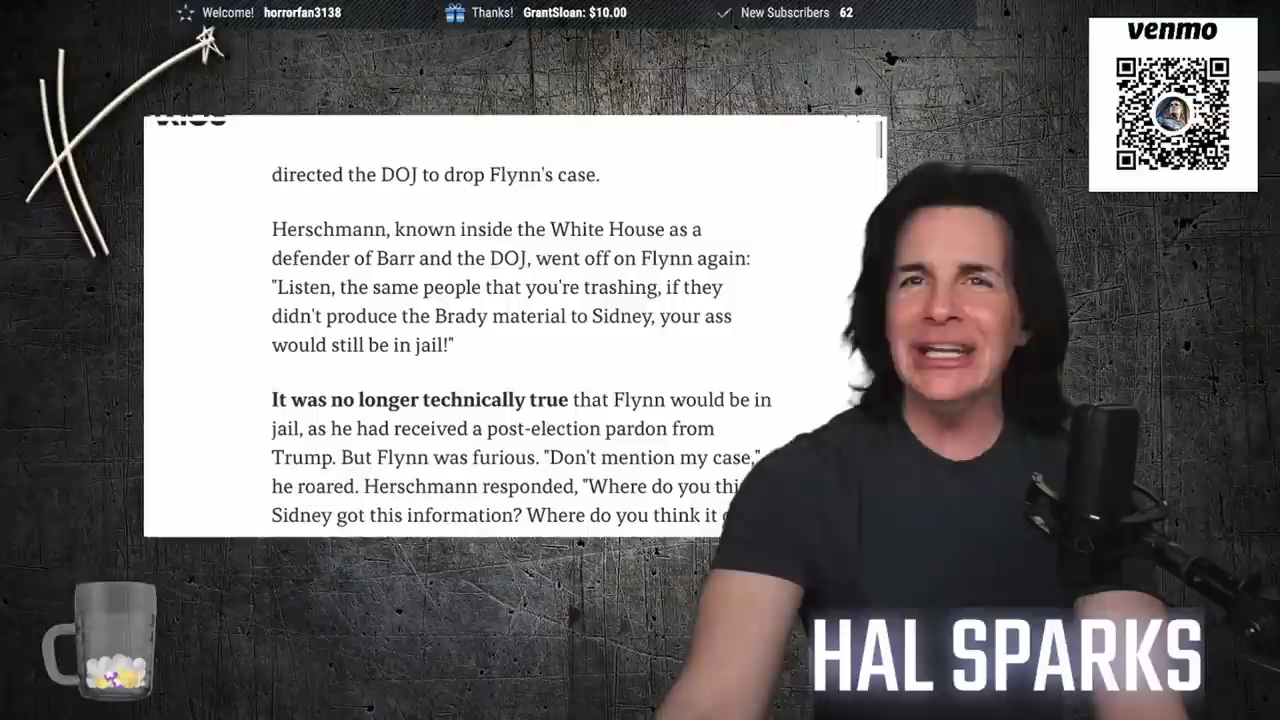 Welcome! horrorfan3138 Thanks! GrantSloan: $10.00 New Subscribers 62
venmo
directed the DOJ to drop Flynn's case.
Herschmann, known inside the White House as a
defender of Barr and the DOJ, went off on Flynn again:
"Listen, the same people that you're trashing, if they
didn't produce the Brady material to Sidney, your ass
would still be in jail!"
It was no longer technically true that Flynn would be in
jail, as he had received a post-election pardon from
Trump. But Flynn was furious. "Don't mention my case,"
he roared. Herschmann responded, "Where do you
Sidney got this information? Where do you think it
HAL SPARKS